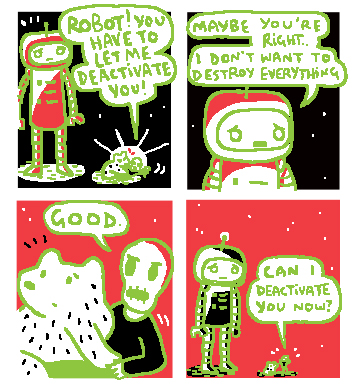 ROBOT! YOU
HAVE TO
LET ME
DEACTIVATE
YOU!
MAYBE YOU'RE
RIGHT..
I DON'T WANT TO
DESTROY EVERYTHING
GOOD.
CAN I
DEACTIVATE
YOU NOW?